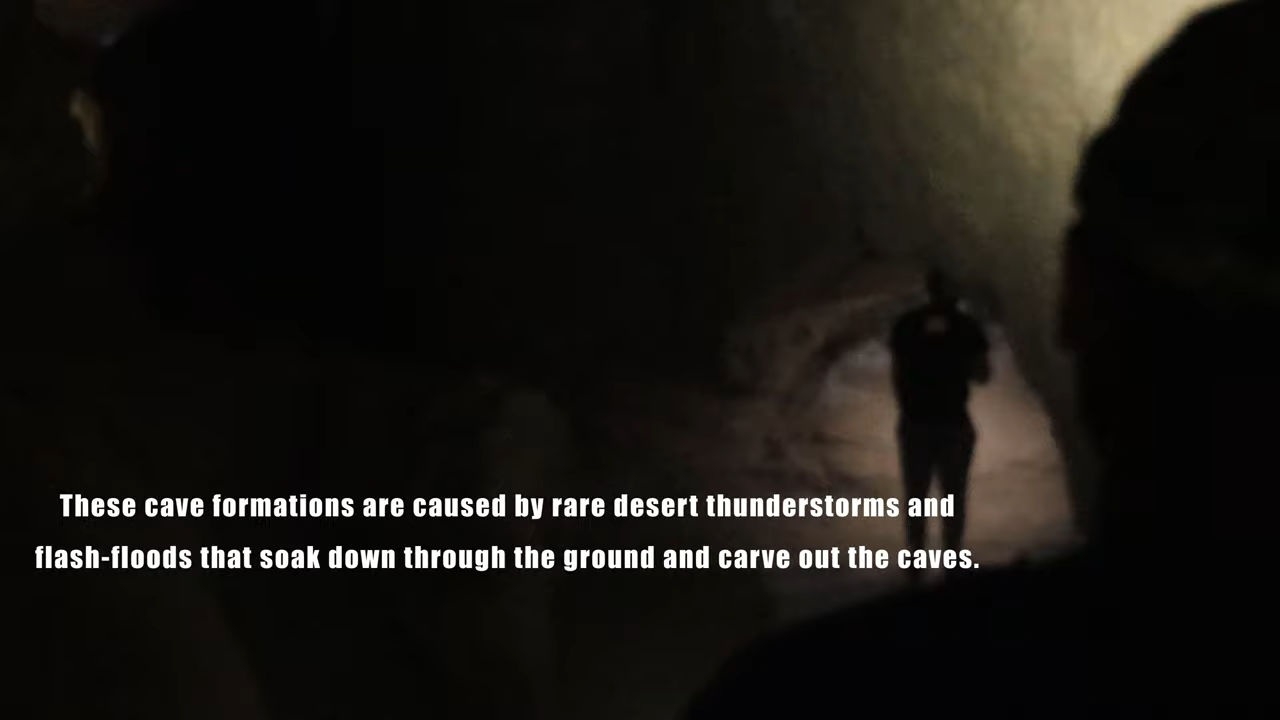 These cave formations are caused by rare desert thunderstorms and
flash-floods that soak down through the ground and carve out the caves.